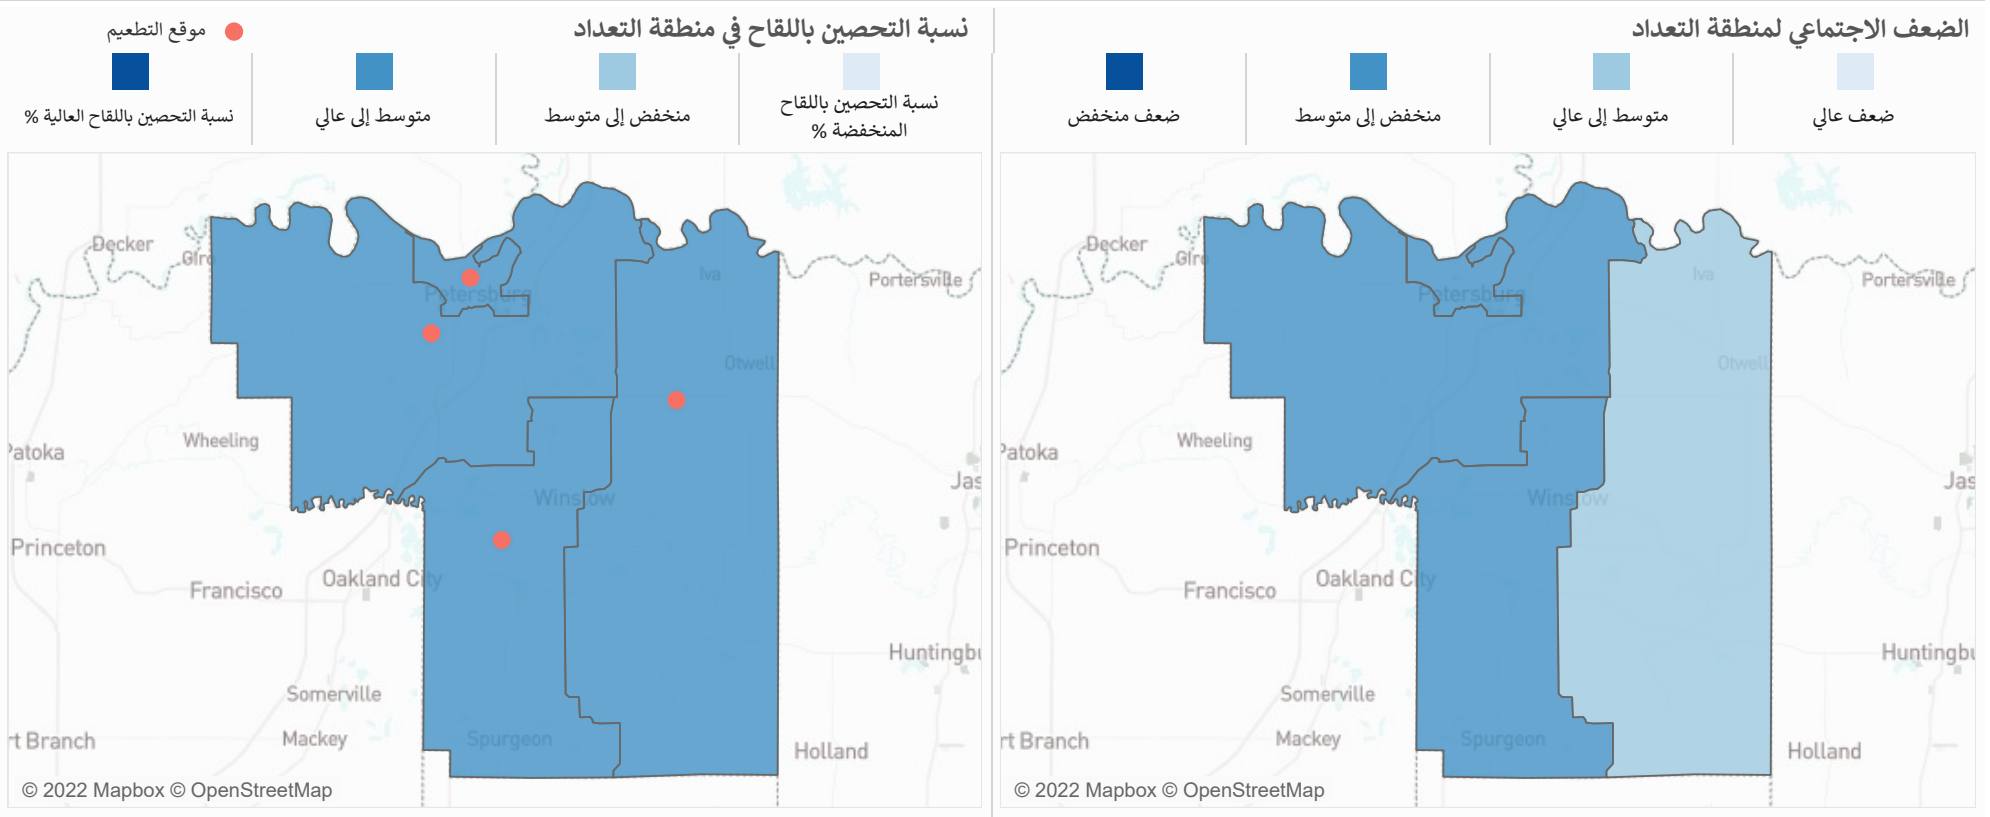 الضعف الاجتماعي لمنطقة التعداد
ضعف عالي
متوسط إلى عالي
منخفض إلى متوسط
ضعف منخفض
Decker
Giro
Petersburg
Iva
Portersville
Otwell
Wheeling
Patoka
Winslow
Jas
Princeton
Francisco
Oakland City
Huntingbu
Somerville
rt Branch
Mackey
Spurgeon
Holland
© 2022 Mapbox © OpenStreetMap
نسبة التحصين باللقاح في منطقة التعداد
موقع التطعيم
نسبة التحصين باللقاح
المنخفضة %
منخفض إلى متوسط
متوسط إلى عالي
نسبة التحصين باللقاح العالية %
Decker
Giro
Petersburg
Iva
Portersville
Otwell
Wheeling
Patoka
Winslow
Jas
Princeton
Francisco
Oakland City
Huntingbu
Somerville
rt Branch
Mackey
Spurgeon
Holland
© 2022 Mapbox © OpenStreetMap